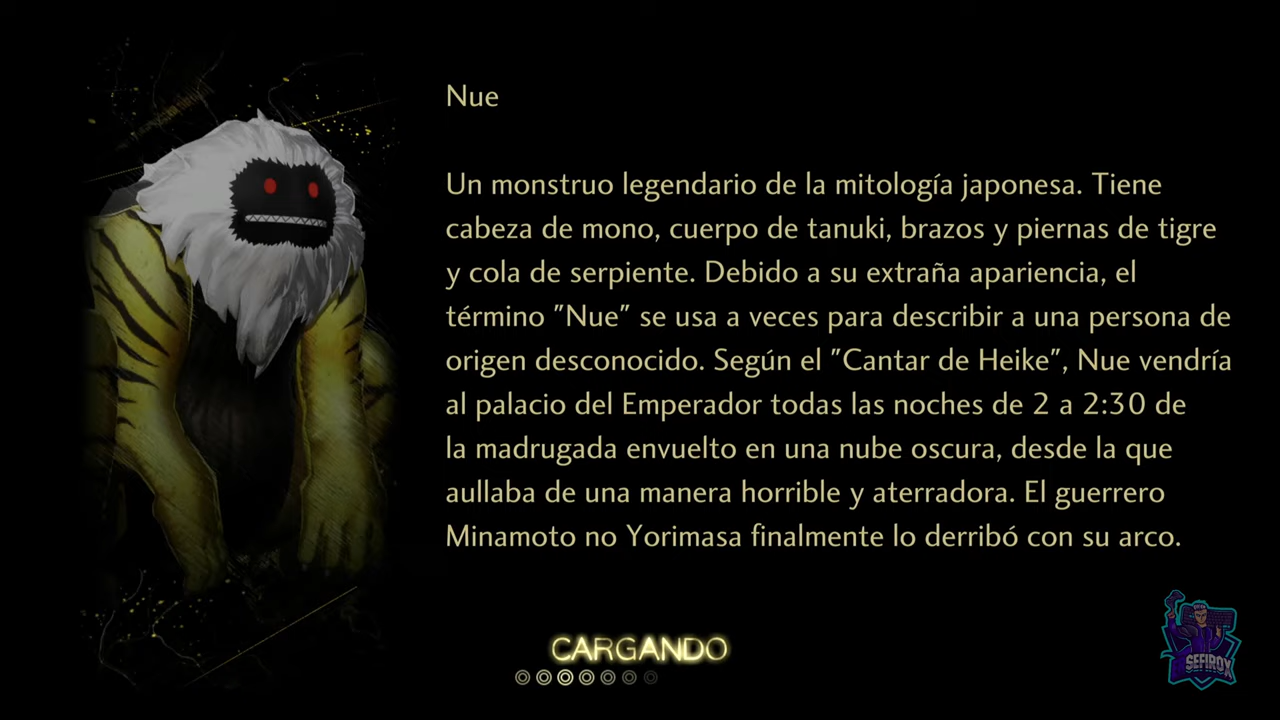 Nue
Un monstruo legendario de la mitología japonesa. Tiene
cabeza de mono, cuerpo de tanuki, brazos y piernas de tigre
y cola de serpiente. Debido a su extraña apariencia, el
término "Nue" se usa a veces para describir a una persona de
origen desconocido. Según el "Cantar de Heike", Nue vendría
al palacio del Emperador todas las noches de 2 a 2:30 de
la madrugada envuelto en una nube oscura, desde la que
aullaba de una manera horrible y aterradora. El guerrero
Minamoto no Yorimasa finalmente lo derribó con su arco.
CARGANDO
SEFIROX